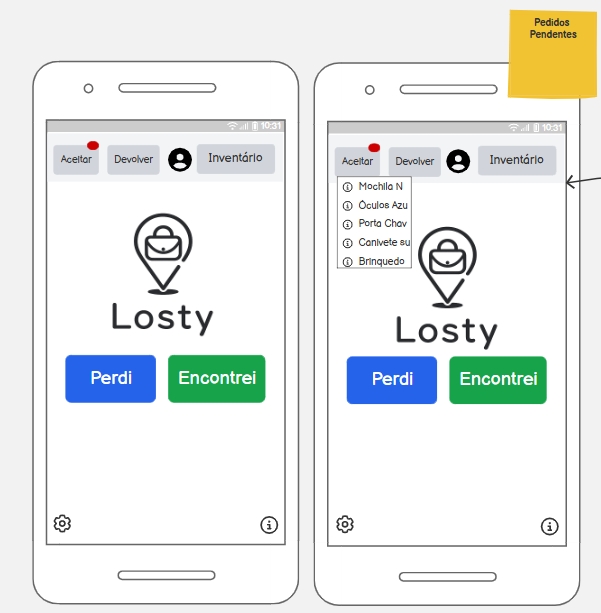 Pedidos
Pendentes
10:31
Aceitar
Devolver
Inventário
Losty
Perdi
Encontrei
10:31
Aceitar
Devolver
Inventário
Mochila N
Óculos Azu
Porta Chav
Canivete su
Brinquedo
Losty
Perdi
Encontrei